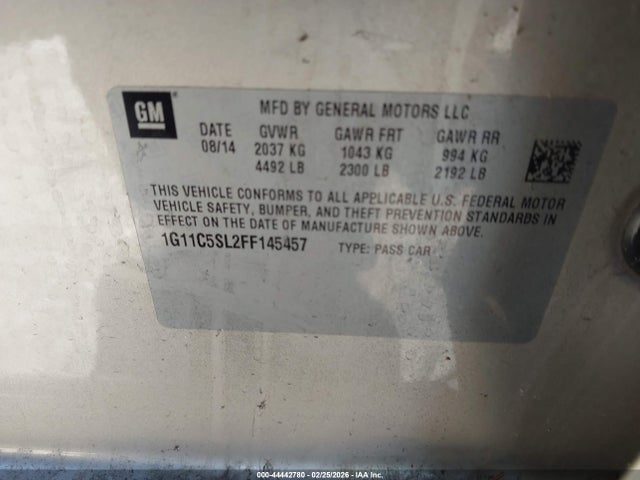 GM
MFD BY GENERAL MOTORS LLC
DATE GVWR GAWR FRT GAWR RR
08/14 2037 KG 1043 KG 994 KG
4492 LB 2300 LB 2192 LB
THIS VEHICLE CONFORMS TO ALL APPLICABLE U.S. FEDERAL MOTOR
VEHICLE SAFETY, BUMPER, AND THEFT PREVENTION STANDARDS IN
EFFECT ON THE DATE OF MANUFACTURE SHOWN ABOVE.
1G11C5SL2FF145457 TYPE: PASS CAR
000-44442780 - 02/25/2026 - IAA Inc.